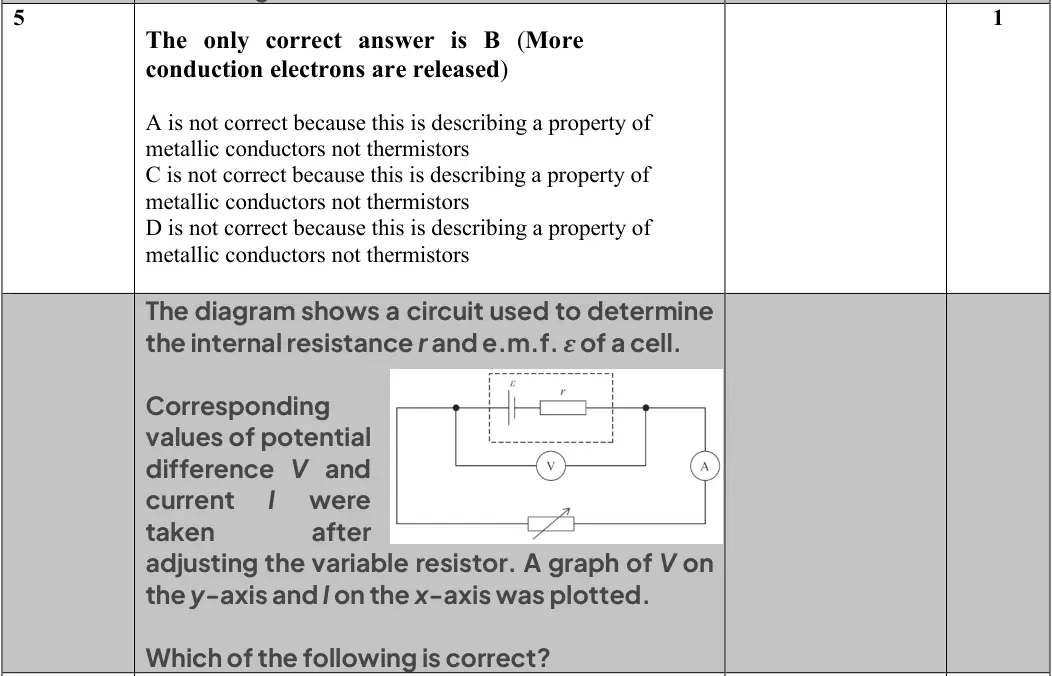 5
1
The only correct answer is B (More
conduction electrons are released)
A is not correct because this is describing a property of
metallic conductors not thermistors
C is not correct because this is describing a property of
metallic conductors not thermistors
D is not correct because this is describing a property of
metallic conductors not thermistors
The diagram shows a circuit used to determine
the internal resistance r and e.m.f. ε of a cell.
Corresponding
values of potential
difference V and
current I were
taken after
adjusting the variable resistor. A graph of V on
the y-axis and I on the x-axis was plotted.
ε
r
V
A
Which of the following is correct?